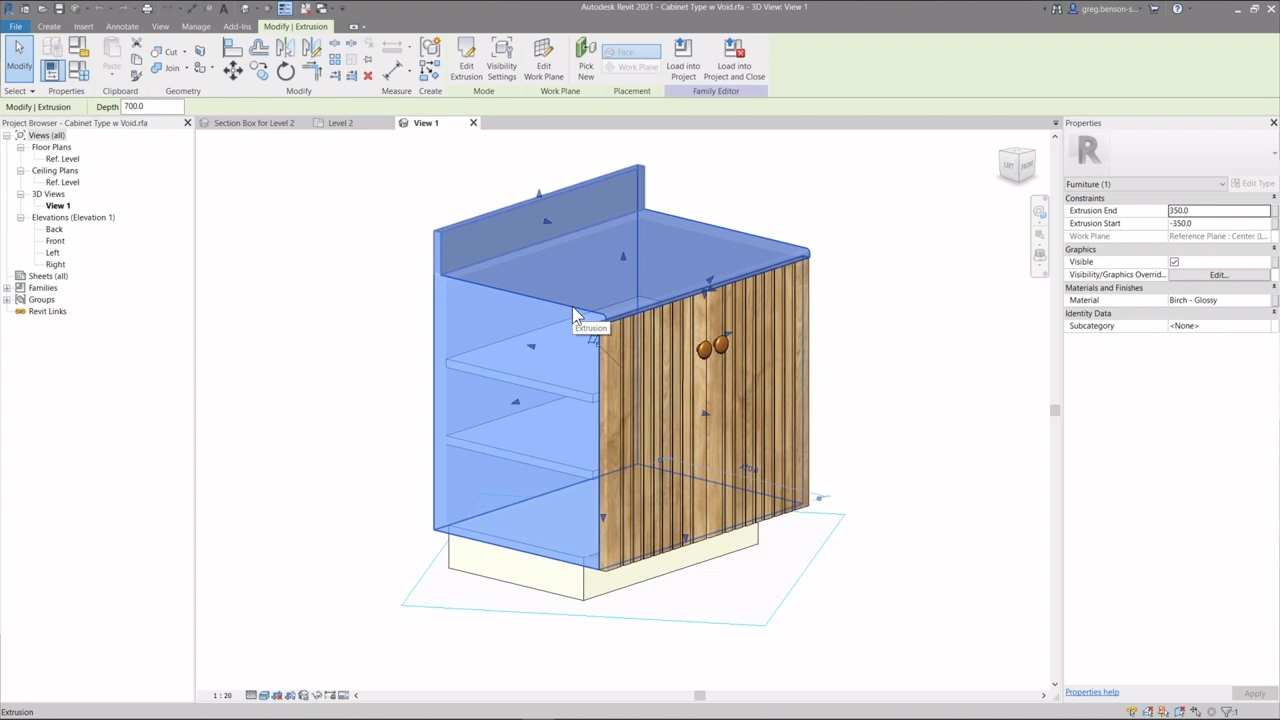 Autodesk Revit 2021 - Cabinet Type w Void.rfa - 3D View: View 1
greg.benson-s...
File Create Insert Annotate View Manage Add-Ins Modify | Extrusion
Modify
Paste
Cut
Join
Edit Extrusion
Visibility Settings
Edit Work Plane
Pick New
Face
Work Plane
Load into Project
Load into Project and Close
Select Properties Clipboard Geometry Modify Measure Create Mode Work Plane Placement Family Editor
Modify | Extrusion Depth 700.0
Project Browser - Cabinet Type w Void.rfa
Section Box for Level 2
Level 2
View 1
Properties
Views (all)
Floor Plans
Ref. Level
Ceiling Plans
Ref. Level
3D Views
View 1
Elevations (Elevation 1)
Back
Front
Left
Right
Sheets (all)
Families
Groups
Revit Links
LEFT FRONT
Extrusion
R
Furniture (1) Edit Type
Constraints
Extrusion End 350.0
Extrusion Start -350.0
Work Plane Reference Plane : Center (L...
Graphics
Visible
Visibility/Graphics Overrid... Edit...
Materials and Finishes
Material Birch - Glossy
Identity Data
Subcategory <None>
Properties help Apply
1 : 20
Extrusion
:1